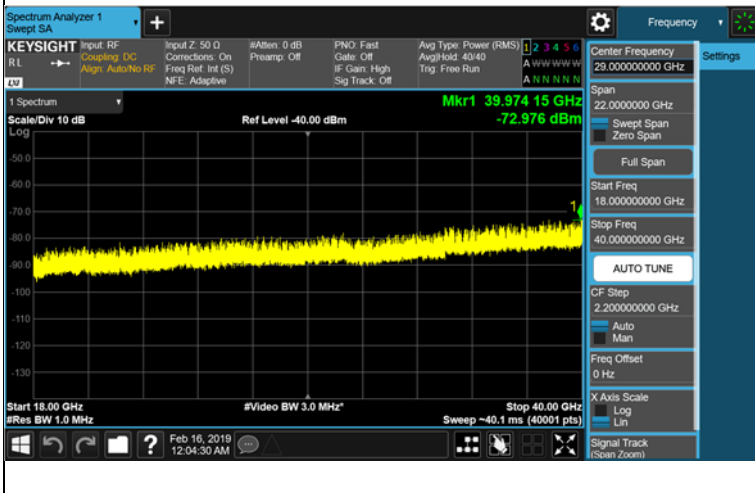 Spectrum Analyzer 1
Swept SA
Frequency
KEYSIGHT
RL
LXI
Input: RF
Coupling: DC
Align: Auto/No RF
Input Z: 50 Ω
Corrections: On
Freq Ref: Int (S)
NFE: Adaptive
#Atten: 0 dB
Preamp: Off
PNO: Fast
Gate: Off
IF Gain: High
Sig Track: Off
Avg Type: Power (RMS)
Avg|Hold: 40/40
Trig: Free Run
1 2 3 4 5 6
A W W W W W
A N N N N N
1 Spectrum
Mkr1 39.974 15 GHz
Scale/Div 10 dB
Ref Level -40.00 dBm
-72.976 dBm
Log
-50.0
-60.0
-70.0
1
-80.0
-90.0
-100
-110
-120
-130
Start 18.00 GHz
#Video BW 3.0 MHz*
Stop 40.00 GHz
#Res BW 1.0 MHz
Sweep ~40.1 ms (40001 pts)
?
Feb 16, 2019
12:04:30 AM
Center Frequency
29.000000000 GHz
Settings
Span
22.0000000 GHz
Swept Span
Zero Span
Full Span
Start Freq
18.000000000 GHz
Stop Freq
40.000000000 GHz
AUTO TUNE
CF Step
2.200000000 GHz
Auto
Man
Freq Offset
0 Hz
X Axis Scale
Log
Lin
Signal Track
(Span Zoom)